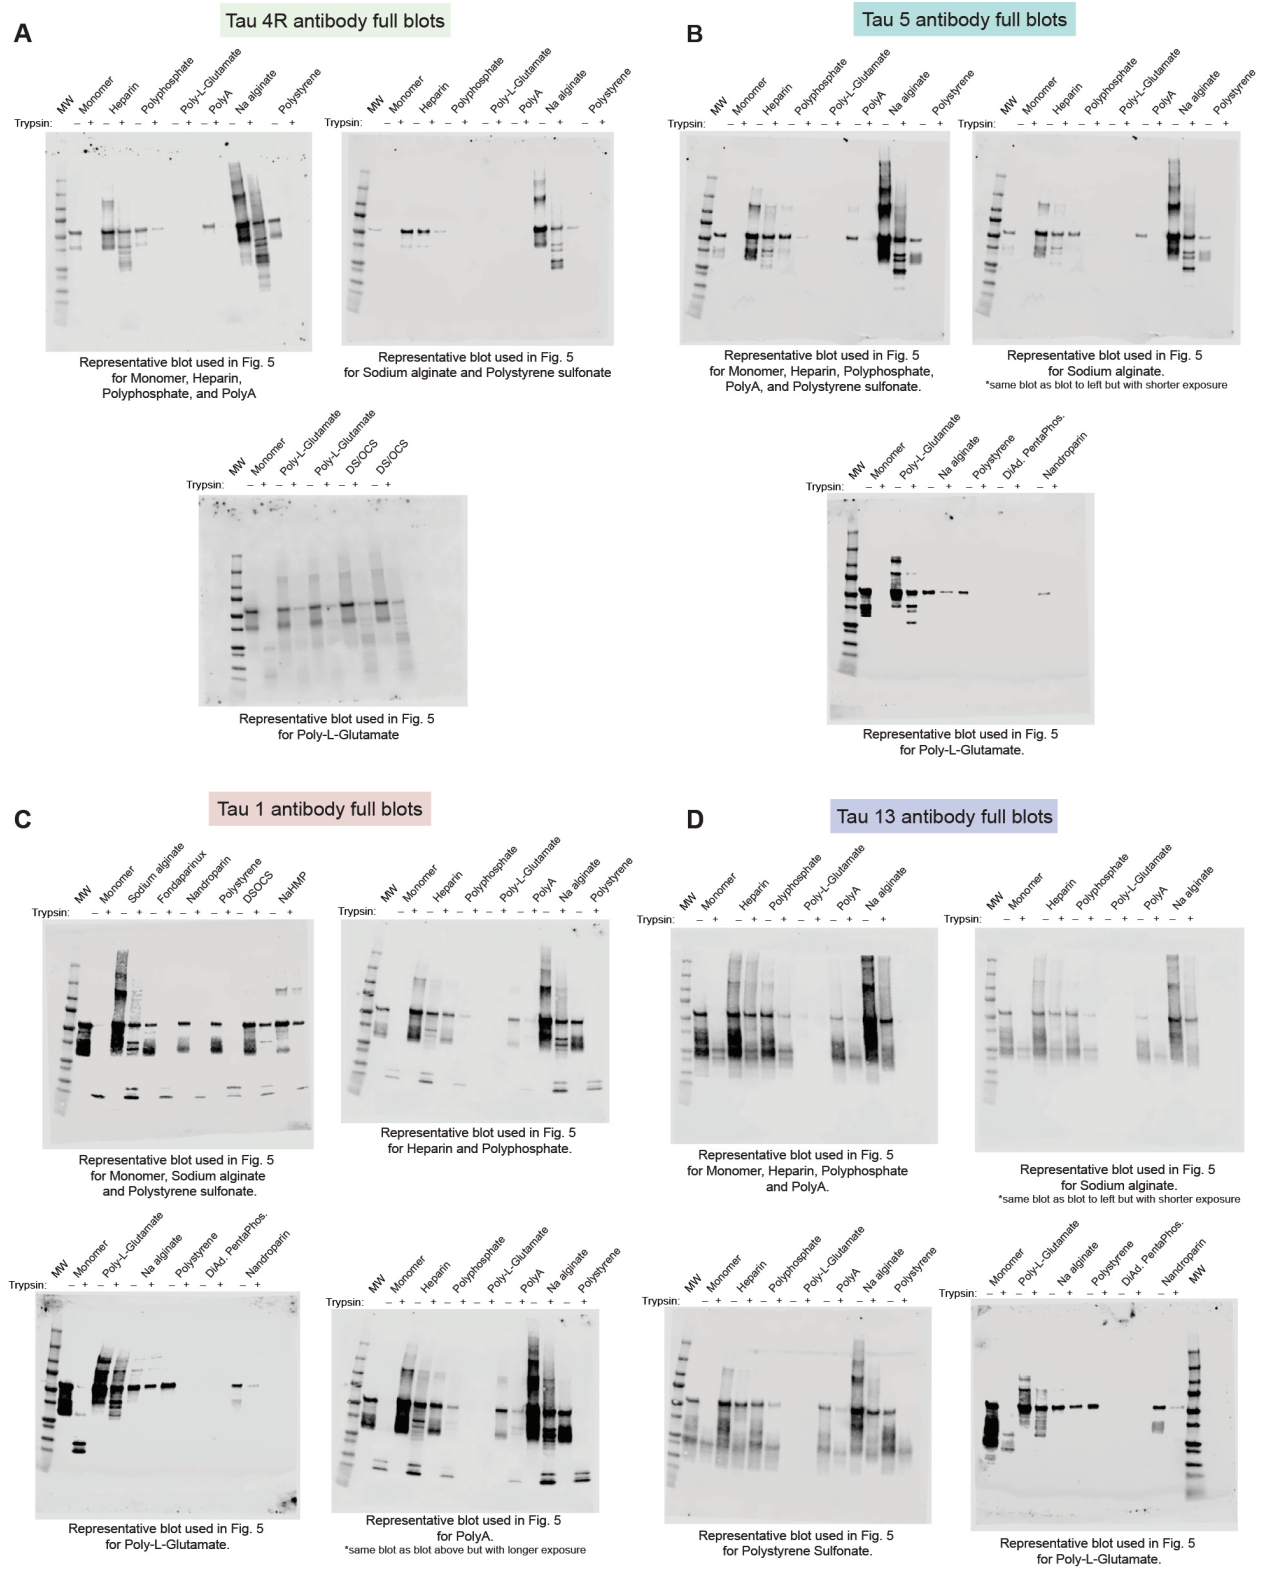 A
Tau 4R antibody full blots
MW
Monomer
Heparin
Polyphosphate
Poly-L-Glutamate
PolyA
Na alginate
Polystyrene
Trypsin: – + – + – + – + – + – + – +
Representative blot used in Fig. 5
for Monomer, Heparin,
Polyphosphate, and PolyA
MW
Monomer
Heparin
Polyphosphate
Poly-L-Glutamate
PolyA
Na alginate
Polystyrene
Trypsin: – + – + – + – + – + – + – +
Representative blot used in Fig. 5
for Sodium alginate and Polystyrene sulfonate
MW
Monomer
Poly-L-Glutamate
Poly-L-Glutamate
DS/OCS
DS/OCS
Trypsin: – + – + – + – + – +
Representative blot used in Fig. 5
for Poly-L-Glutamate
B
Tau 5 antibody full blots
MW
Monomer
Heparin
Polyphosphate
Poly-L-Glutamate
PolyA
Na alginate
Polystyrene
Trypsin: – + – + – + – + – + – + – +
Representative blot used in Fig. 5
for Monomer, Heparin, Polyphosphate,
PolyA, and Polystyrene sulfonate.
MW
Monomer
Heparin
Polyphosphate
Poly-L-Glutamate
PolyA
Na alginate
Polystyrene
Trypsin: – + – + – + – + – + – + – +
Representative blot used in Fig. 5
for Sodium alginate.
*same blot as blot to left but with shorter exposure
MW
Monomer
Poly-L-Glutamate
Na alginate
Polystyrene
DiAd. PentaPhos.
Nandroparin
Trypsin: – + – + – + – + – + – +
Representative blot used in Fig. 5
for Poly-L-Glutamate.
C
Tau 1 antibody full blots
MW
Monomer
Sodium alginate
Fondaparinux
Nandroparin
Polystyrene
DSOCS
NaHMP
Trypsin: – + – + – + – + – + – + – +
Representative blot used in Fig. 5
for Monomer, Sodium alginate
and Polystyrene sulfonate.
MW
Monomer
Heparin
Polyphosphate
Poly-L-Glutamate
PolyA
Na alginate
Polystyrene
Trypsin: – + – + – + – + – + – + – +
Representative blot used in Fig. 5
for Heparin and Polyphosphate.
MW
Monomer
Poly-L-Glutamate
Na alginate
Polystyrene
DiAd. PentaPhos.
Nandroparin
Trypsin: – + – + – + – + – + – +
Representative blot used in Fig. 5
for Poly-L-Glutamate.
MW
Monomer
Heparin
Polyphosphate
Poly-L-Glutamate
PolyA
Na alginate
Polystyrene
Trypsin: – + – + – + – + – + – + – +
Representative blot used in Fig. 5
for PolyA.
*same blot as blot above but with longer exposure
D
Tau 13 antibody full blots
MW
Monomer
Heparin
Polyphosphate
Poly-L-Glutamate
PolyA
Na alginate
Trypsin: – + – + – + – + – + – +
Representative blot used in Fig. 5
for Monomer, Heparin, Polyphosphate
and PolyA.
MW
Monomer
Heparin
Polyphosphate
Poly-L-Glutamate
PolyA
Na alginate
Trypsin: – + – + – + – + – + – +
Representative blot used in Fig. 5
for Sodium alginate.
*same blot as blot to left but with shorter exposure
MW
Monomer
Heparin
Polyphosphate
Poly-L-Glutamate
PolyA
Na alginate
Polystyrene
Trypsin: – + – + – + – + – + – + – +
Representative blot used in Fig. 5
for Polystyrene Sulfonate.
Monomer
Poly-L-Glutamate
Na alginate
Polystyrene
DiAd. PentaPhos.
Nandroparin
MW
Trypsin: – + – + – + – + – + – +
Representative blot used in Fig. 5
for Poly-L-Glutamate.